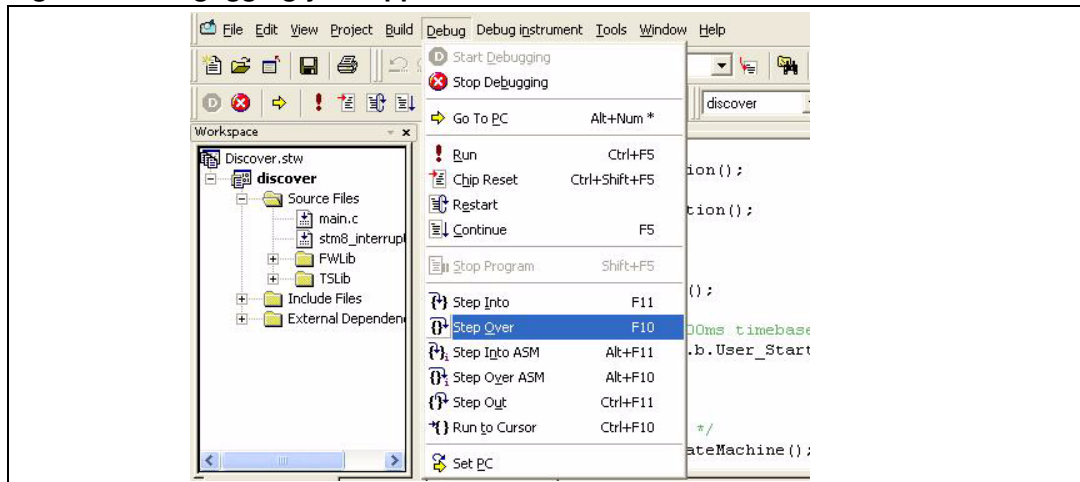 File Edit View Project Build Debug Debug instrument Tools Window Help
Start Debugging
Stop Debugging
discover
Go To PC Alt+Num *
Workspace
Run Ctrl+F5
Discover.stw
ion();
Chip Reset Ctrl+Shift+F5
discover
Source Files
Restart
tion();
main.c
Continue F5
stm8_interrup
FWLib
Stop Program Shift+F5
TSLib
Include Files
Step Into F11
();
External Dependen
Step Over F10
00ms timebase
Step Into ASM Alt+F11
.b.User_Start
Step Over ASM Alt+F10
Step Out Ctrl+F11
Run to Cursor Ctrl+F10
*/
ateMachine();
Set PC